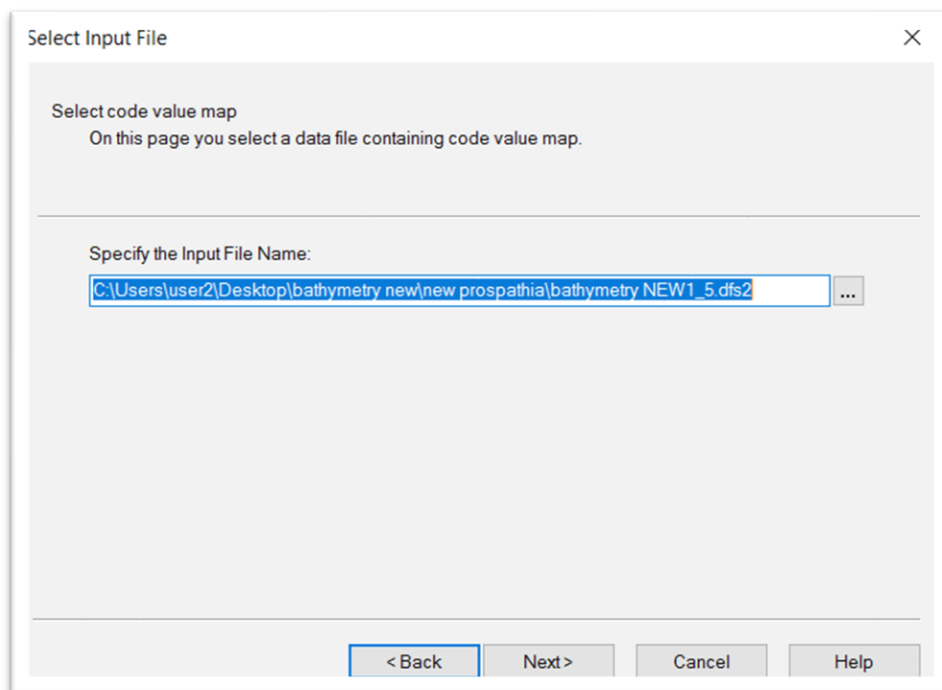 Select Input File
Select code value map
On this page you select a data file containing code value map.
Specify the Input File Name:
C:\Users\user2\Desktop\bathymetry new\new prospathia\bathymetry NEW1_5.dfs2
...
< Back Next > Cancel Help